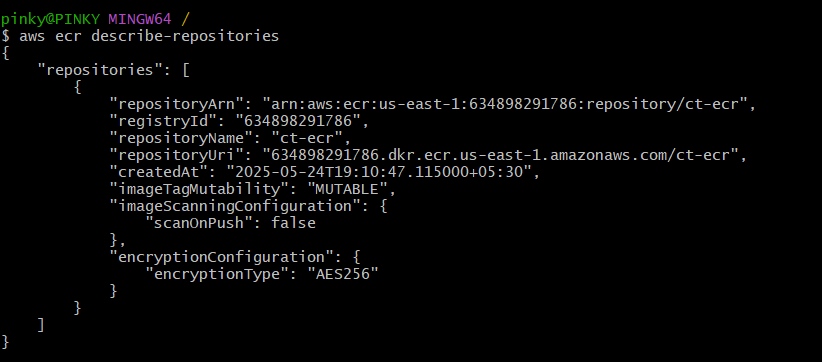 pinky@PINKY MINGW64 /
$ aws ecr describe-repositories
{
    "repositories": [
        {
            "repositoryArn": "arn:aws:ecr:us-east-1:634898291786:repository/ct-ecr",
            "registryId": "634898291786",
            "repositoryName": "ct-ecr",
            "repositoryUri": "634898291786.dkr.ecr.us-east-1.amazonaws.com/ct-ecr",
            "createdAt": "2025-05-24T19:10:47.115000+05:30",
            "imageTagMutability": "MUTABLE",
            "imageScanningConfiguration": {
                "scanOnPush": false
            },
            "encryptionConfiguration": {
                "encryptionType": "AES256"
            }
        }
    ]
}